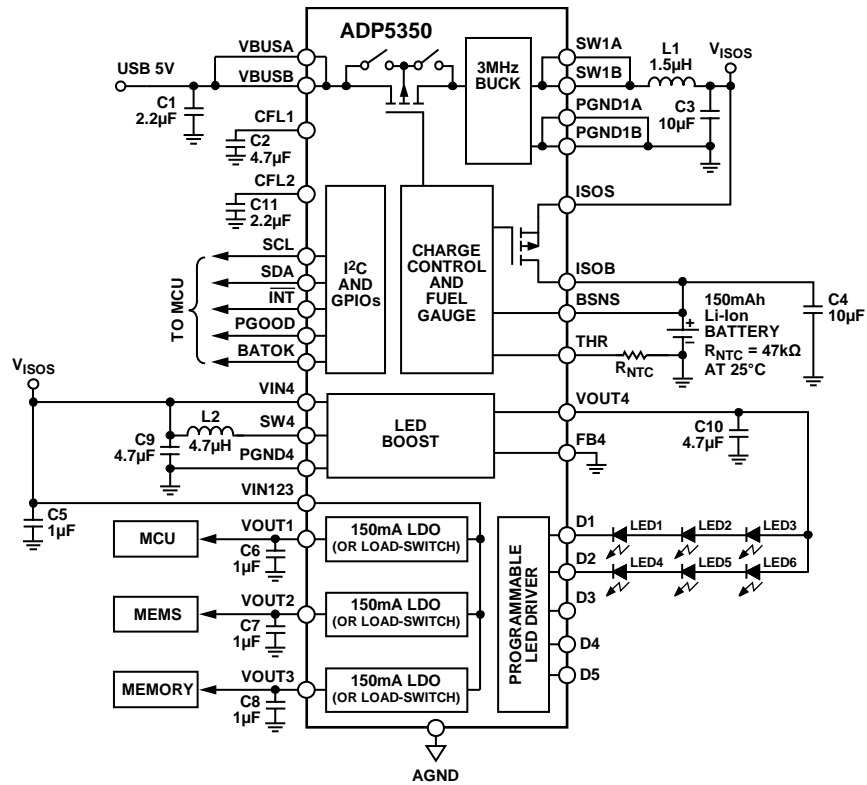 ADP5350
VBUSA
VBUSB
USB 5V
C1
2.2µF
CFL1
C2
4.7µF
CFL2
C11
2.2µF
3MHz
BUCK
SW1A
SW1B
L1
1.5µH
VISOS
PGND1A
PGND1B
C3
10µF
ISOS
SCL
SDA
INT
PGOOD
BATOK
TO MCU
I2C
AND
GPIOs
CHARGE
CONTROL
AND
FUEL
GAUGE
ISOB
BSNS
THR
RNTC
150mAh
Li-Ion
BATTERY
RNTC = 47kΩ
AT 25°C
+
–
C4
10µF
VISOS
VIN4
L2
4.7µH
SW4
C9
4.7µF
PGND4
LED
BOOST
VOUT4
C10
4.7µF
FB4
VIN123
C5
1µF
MCU
VOUT1
C6
1µF
150mA LDO
(OR LOAD-SWITCH)
MEMS
VOUT2
C7
1µF
150mA LDO
(OR LOAD-SWITCH)
MEMORY
VOUT3
C8
1µF
150mA LDO
(OR LOAD-SWITCH)
PROGRAMMABLE
LED DRIVER
D1
LED1
LED2
LED3
D2
LED4
LED5
LED6
D3
D4
D5
AGND